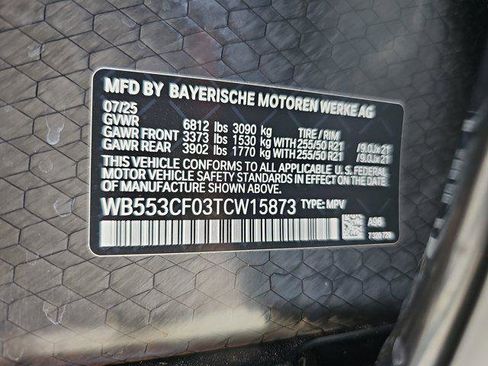 MFD BY BAYERISCHE MOTOREN WERKE AG
07/25
GVWR 6812 lbs 3090 kg TIRE / RIM
GAWR FRONT 3373 lbs 1530 kg WITH 255/50 R21 / 9.0Jx21
GAWR REAR 3902 lbs 1770 kg WITH 255/50 R21 / 9.0Jx21
THIS VEHICLE CONFORMS TO ALL APPLICABLE U. S. FEDERAL
MOTOR VEHICLE SAFETY STANDARDS IN EFFECT ON THE DATE OF
MANUFACTURE SHOWN ABOVE.
WB553CF03TCW15873 TYPE: MPV
A96